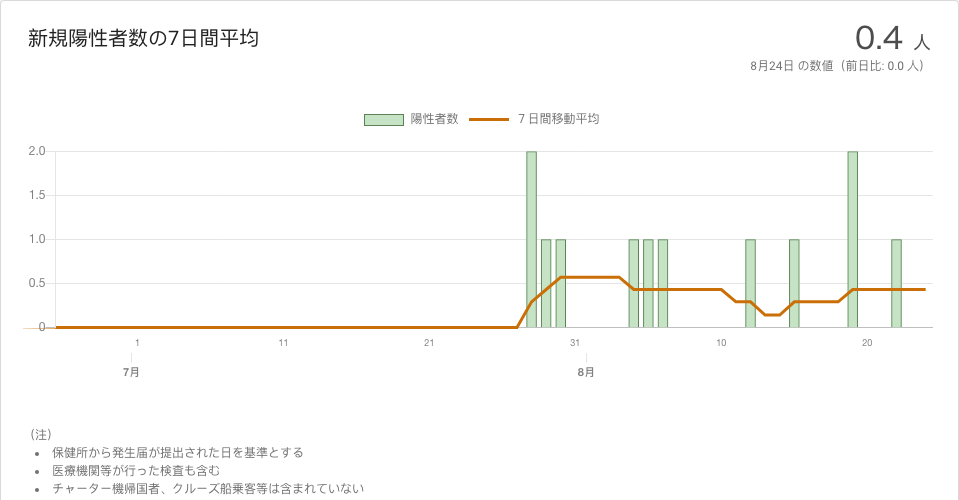 新規陽性者数の7日間平均
0.4 人
8月24日 の数値（前日比: 0.0 人）
陽性者数 7 日間移動平均
2.0
1.5
1.0
0.5
0
1 11 21 31 10 20
7月 8月
（注）
• 保健所から発生届が提出された日を基準とする
• 医療機関等が行った検査も含む
• チャーター機帰国者、クルーズ船乗客等は含まれていない